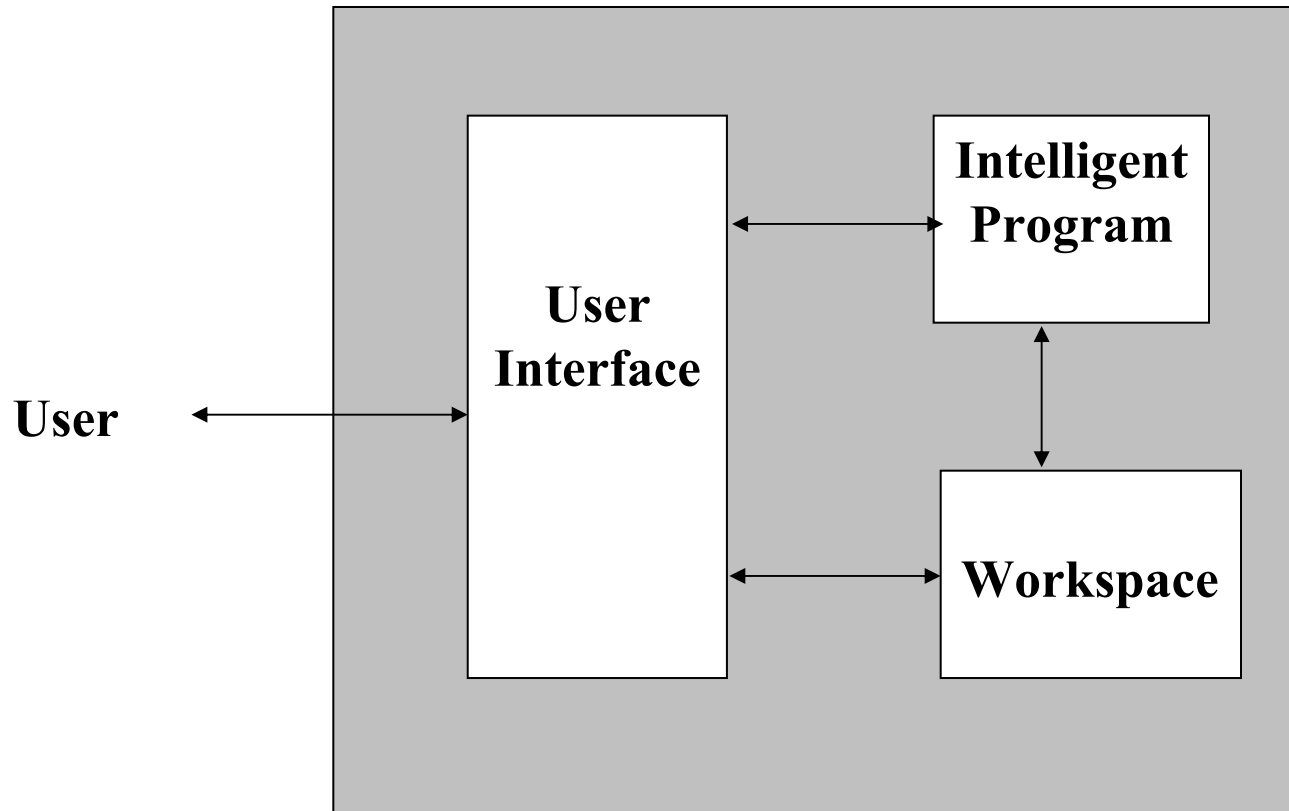 User
User
Interface
Intelligent
Program
Workspace